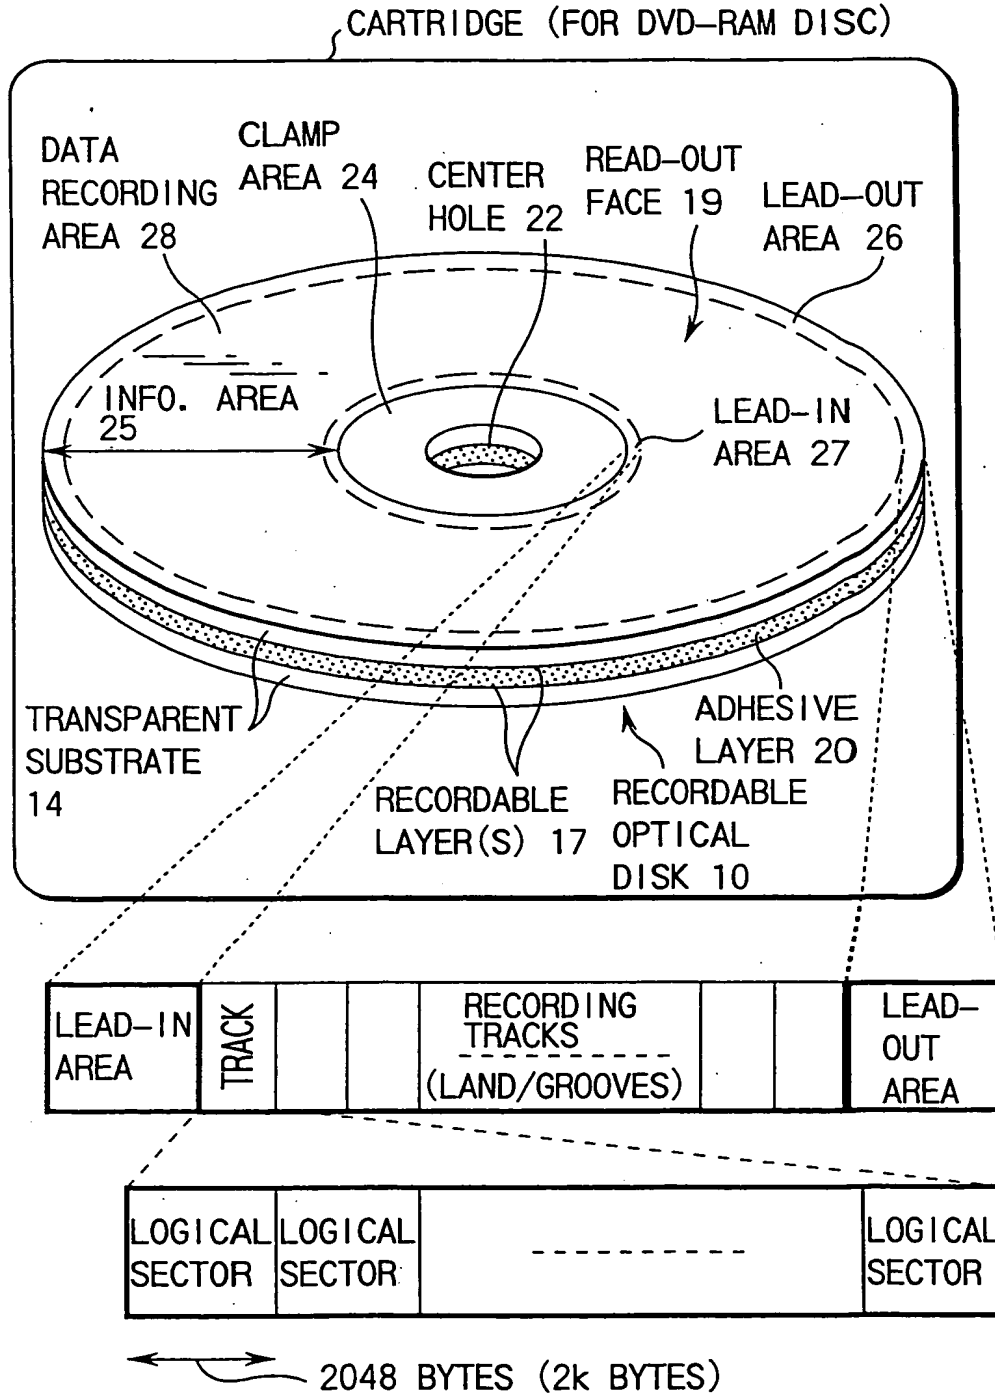 CARTRIDGE (FOR DVD-RAM DISC)
DATA
RECORDING
AREA 28
CLAMP
AREA 24
CENTER
HOLE 22
READ-OUT
FACE 19
LEAD-OUT
AREA 26
INFO. AREA
25
LEAD-IN
AREA 27
TRANSPARENT
SUBSTRATE
14
RECORDABLE
LAYER(S) 17
ADHESIVE
LAYER 20
RECORDABLE
OPTICAL
DISK 10
LEAD-IN
AREA
TRACK
RECORDING
TRACKS
(LAND/GROOVES)
LEAD-
OUT
AREA
LOGICAL
SECTOR
LOGICAL
SECTOR
LOGICAL
SECTOR
2048 BYTES (2k BYTES)